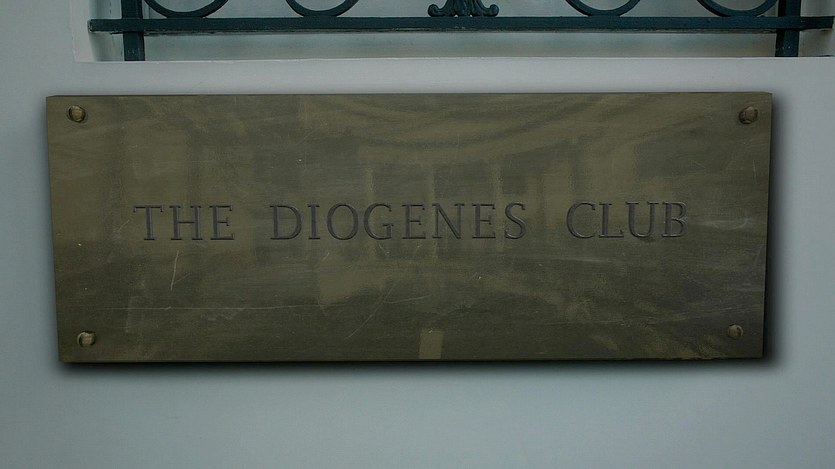 THE DIOGENES CLUB